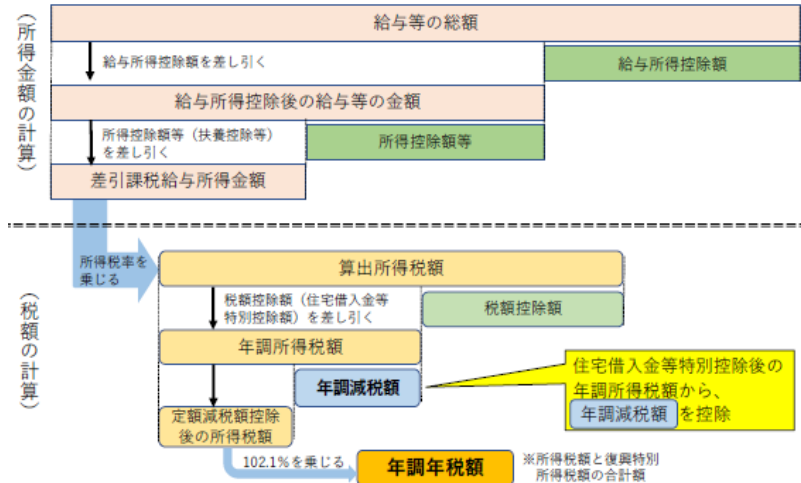 （所得金額の計算）
給与等の総額
給与所得控除額を差し引く
給与所得控除額
給与所得控除後の給与等の金額
所得控除額等（扶養控除等）
を差し引く
所得控除額等
差引課税給与所得金額
（税額の計算）
所得税率を
乗じる
算出所得税額
税額控除額（住宅借入金等
特別控除額）を差し引く
税額控除額
年調所得税額
年調減税額
住宅借入金等特別控除後の
年調所得税額から、
年調減税額 を控除
定額減税額控除
後の所得税額
102.1%を乗じる
年調年税額
※所得税額と復興特別
所得税額の合計額